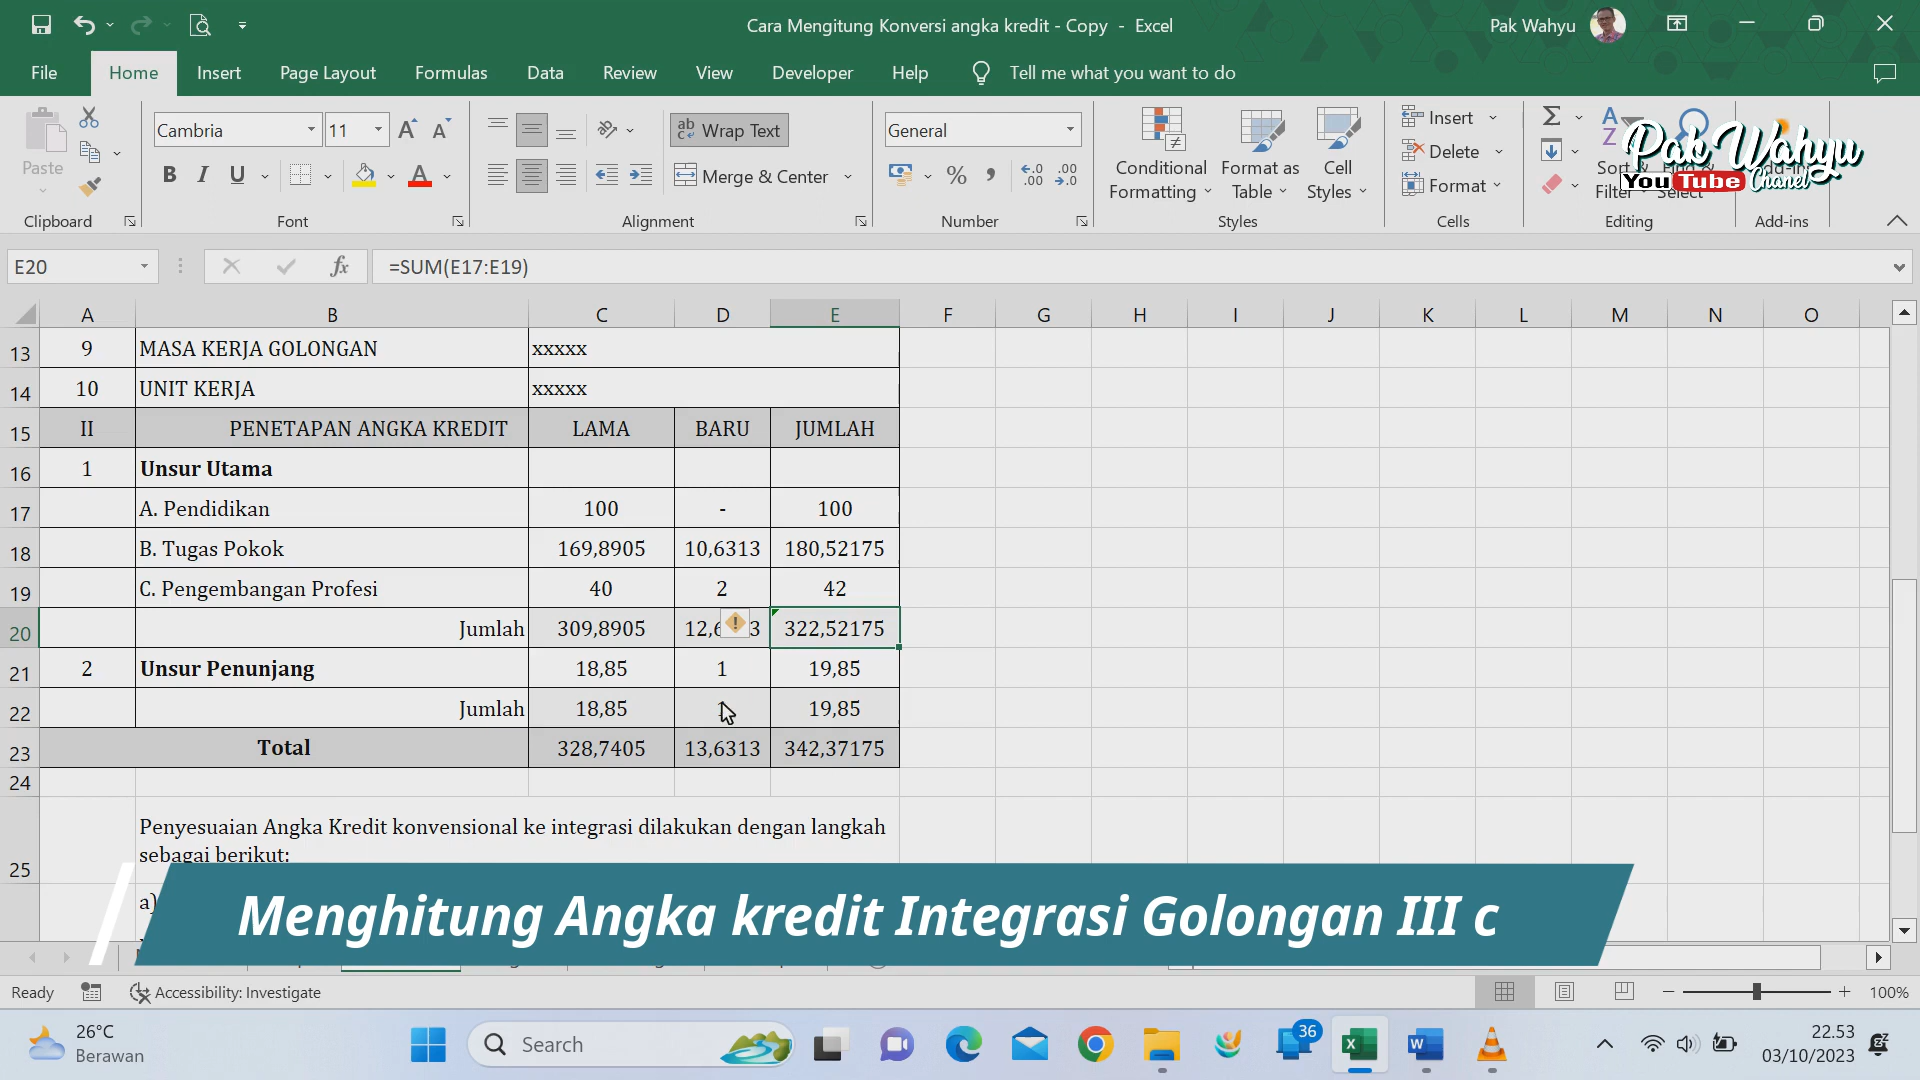 Cara Mengitung Konversi angka kredit - Copy - Excel
Pak Wahyu
File Home Insert Page Layout Formulas Data Review View Developer Help Tell me what you want to do
Paste
Cambria 11
Wrap Text
General
B I U
Merge & Center
Conditional Formatting
Format as Table
Cell Styles
Insert
Delete
Format
Sort
Filter
Select
Pak Wahyu
YouTube Chanel
Clipboard Font Alignment Number Styles Cells Editing Add-ins
E20 fx =SUM(E17:E19)
A B C D E F G H I J K L M N O
13 9 MASA KERJA GOLONGAN xxxxx
14 10 UNIT KERJA xxxxx
15 II PENETAPAN ANGKA KREDIT LAMA BARU JUMLAH
16 1 Unsur Utama
17 A. Pendidikan 100 - 100
18 B. Tugas Pokok 169,8905 10,6313 180,52175
19 C. Pengembangan Profesi 40 2 42
20 Jumlah 309,8905 322,52175
21 2 Unsur Penunjang 18,85 1 19,85
22 Jumlah 18,85 19,85
23 Total 328,7405 13,6313 342,37175
24
25 Penyesuaian Angka Kredit konvensional ke integrasi dilakukan dengan langkah
sebagai berikut:
a)
Menghitung Angka kredit Integrasi Golongan III c
Ready Accessibility: Investigate 100%
26°C
Berawan
Search
36
22.53
03/10/2023